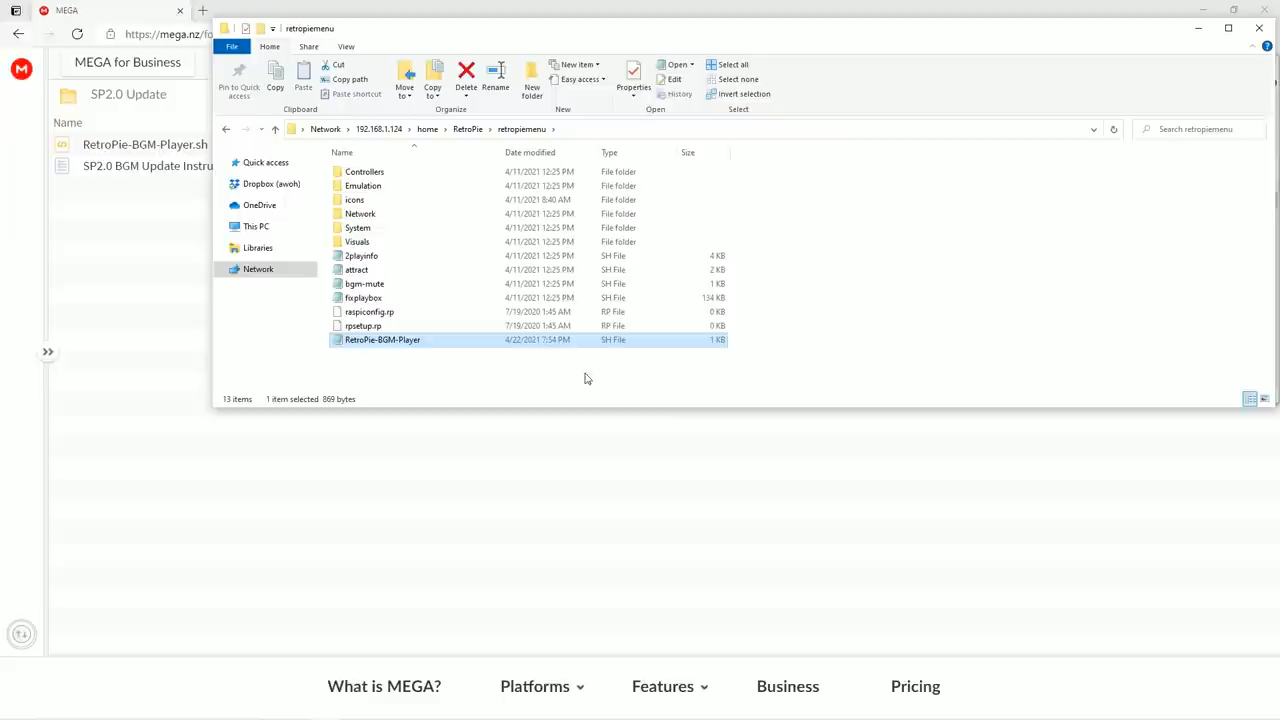 MEGA
https://mega.nz/fo
MEGA for Business
SP2.0 Update
Name
RetroPie-BGM-Player.sh
SP2.0 BGM Update Instru
retropiemenu
File
Home
Share
View
Pin to Quick access
Copy
Paste
Cut
Copy path
Paste shortcut
Clipboard
Move to
Copy to
Delete
Rename
Organize
New folder
New item
Easy access
New
Properties
Open
Edit
History
Open
Select all
Select none
Invert selection
Select
Network > 192.168.1.124 > home > RetroPie > retropiemenu >
Search retropiemenu
Quick access
Dropbox (awoh)
OneDrive
This PC
Libraries
Network
Name Date modified Type Size
Controllers 4/11/2021 12:25 PM File folder
Emulation 4/11/2021 12:25 PM File folder
icons 4/11/2021 8:40 AM File folder
Network 4/11/2021 12:25 PM File folder
System 4/11/2021 12:25 PM File folder
Visuals 4/11/2021 12:25 PM File folder
2playinfo 4/11/2021 12:25 PM SH File 4 KB
attract 4/11/2021 12:25 PM SH File 2 KB
bgm-mute 4/11/2021 12:25 PM SH File 1 KB
fixplaybox 4/11/2021 12:25 PM SH File 134 KB
raspiconfig.rp 7/19/2020 1:45 AM RP File 0 KB
rpsetup.rp 7/19/2020 1:45 AM RP File 0 KB
RetroPie-BGM-Player 4/22/2021 7:54 PM SH File 1 KB
13 items 1 item selected 869 bytes
What is MEGA?
Platforms
Features
Business
Pricing